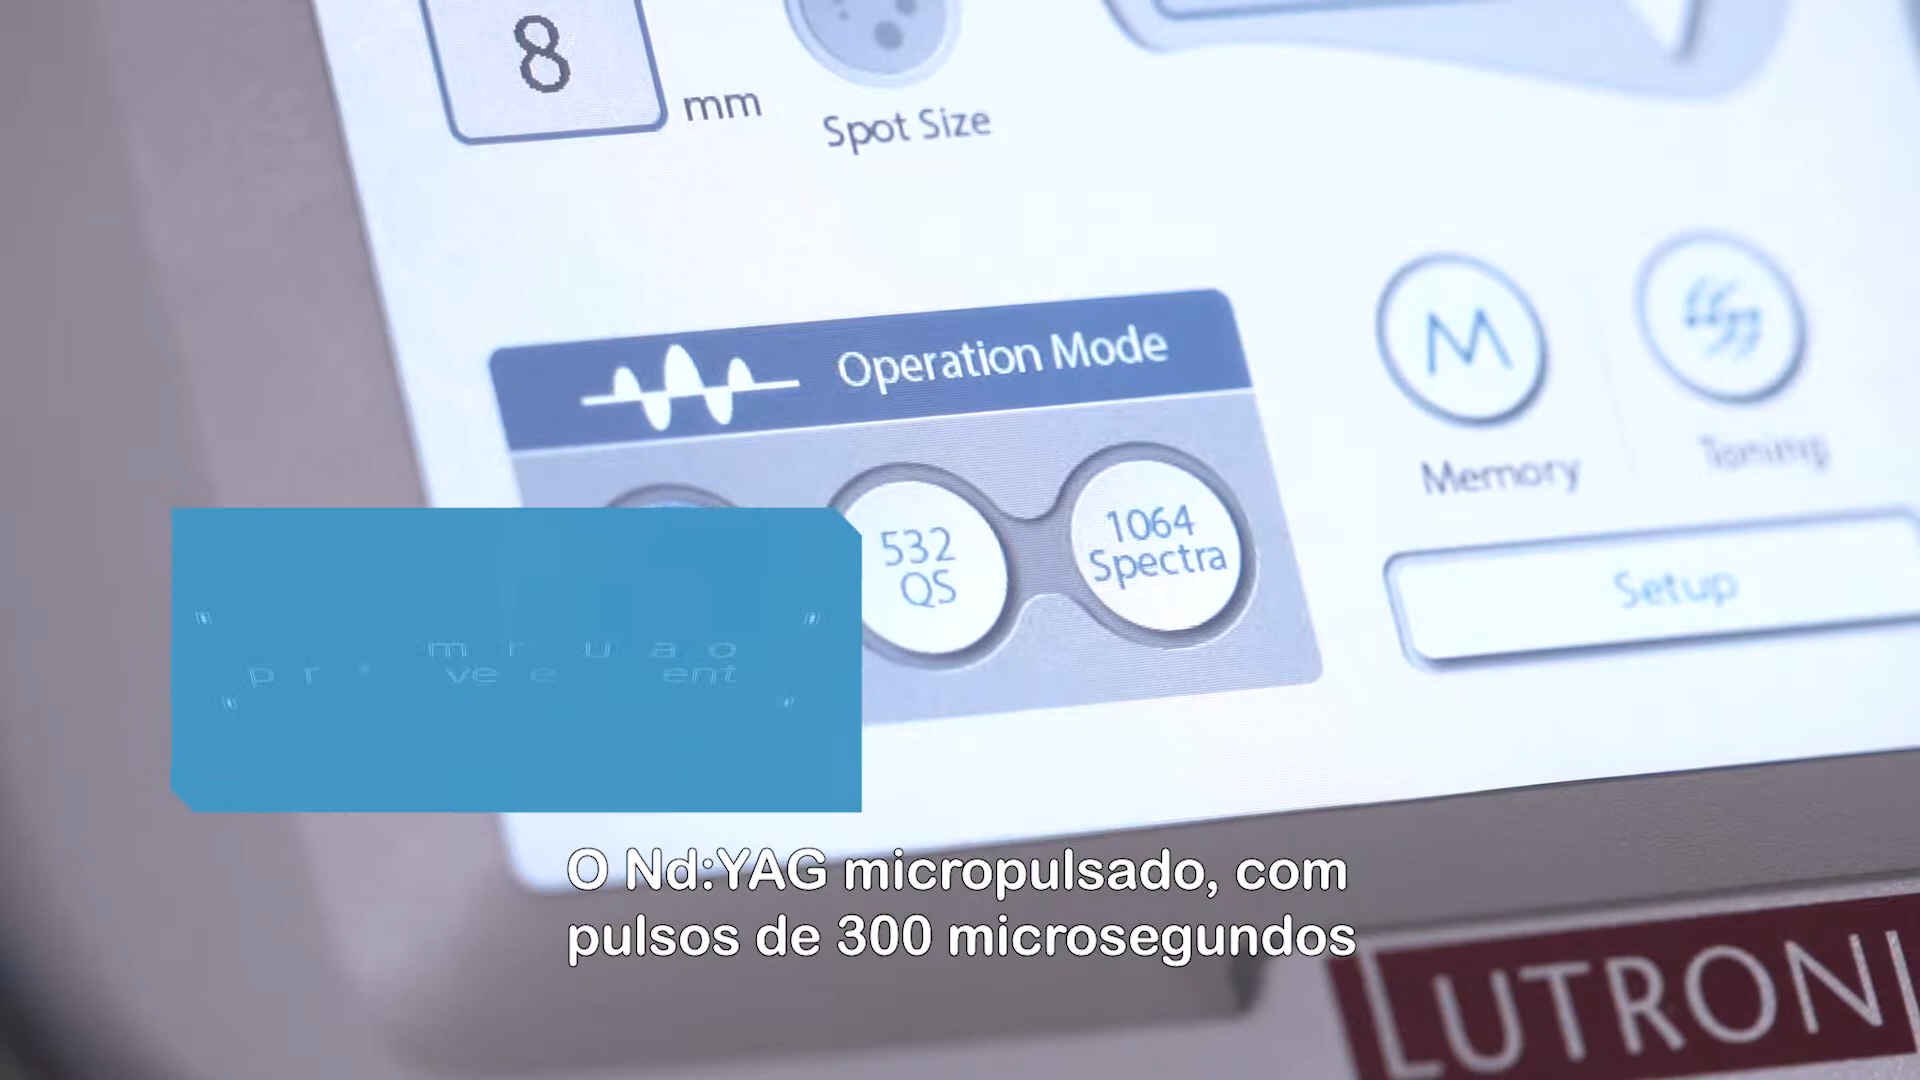 8
mm
Spot Size
Operation Mode
M
Memory
Toning
532
QS
1064
Spectra
Setup
O Nd:YAG micropulsado, com
pulsos de 300 microsegundos
LUTRONI